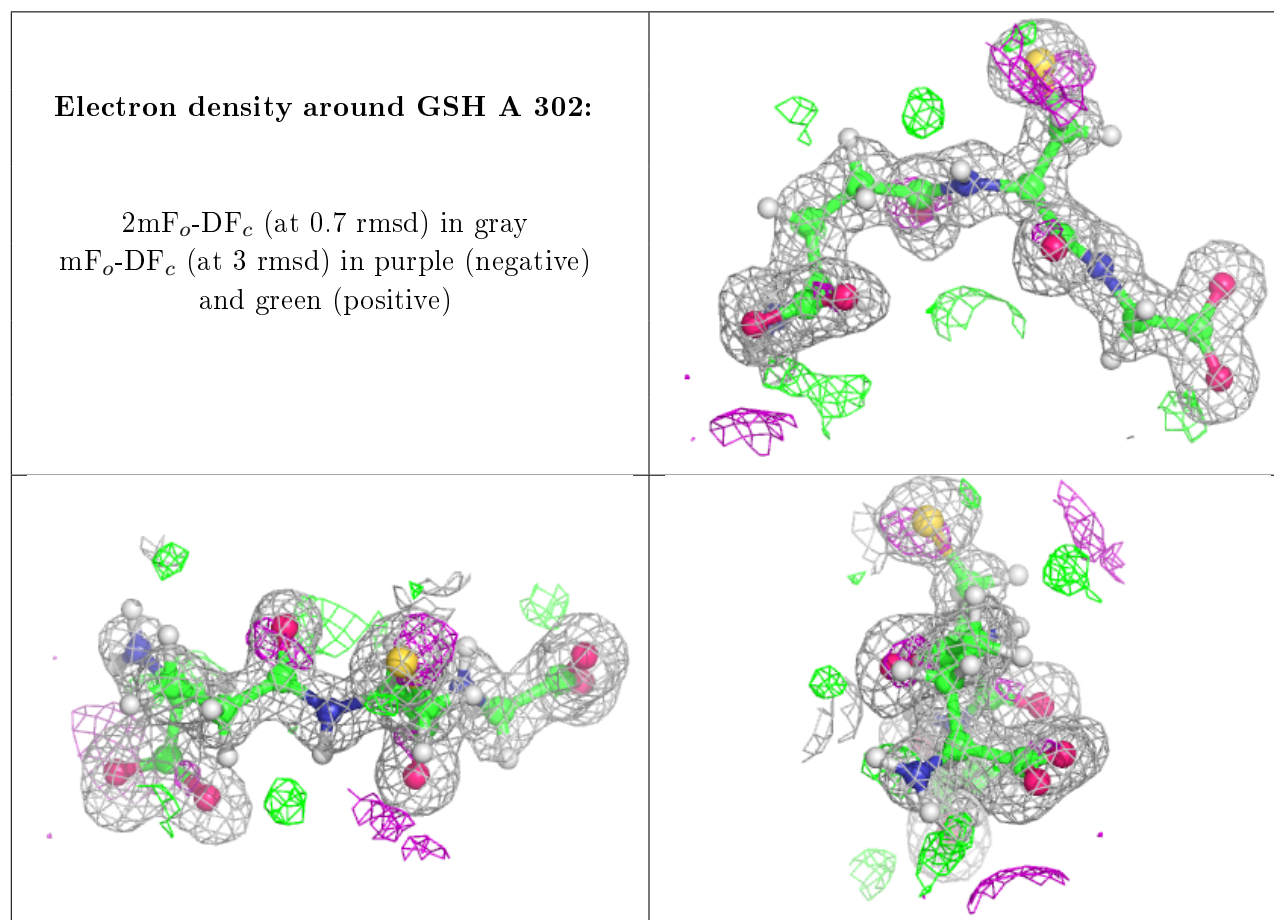 Electron density around GSH A 302:
2mFo-DFc (at 0.7 rmsd) in gray
mFo-DFc (at 3 rmsd) in purple (negative)
and green (positive)